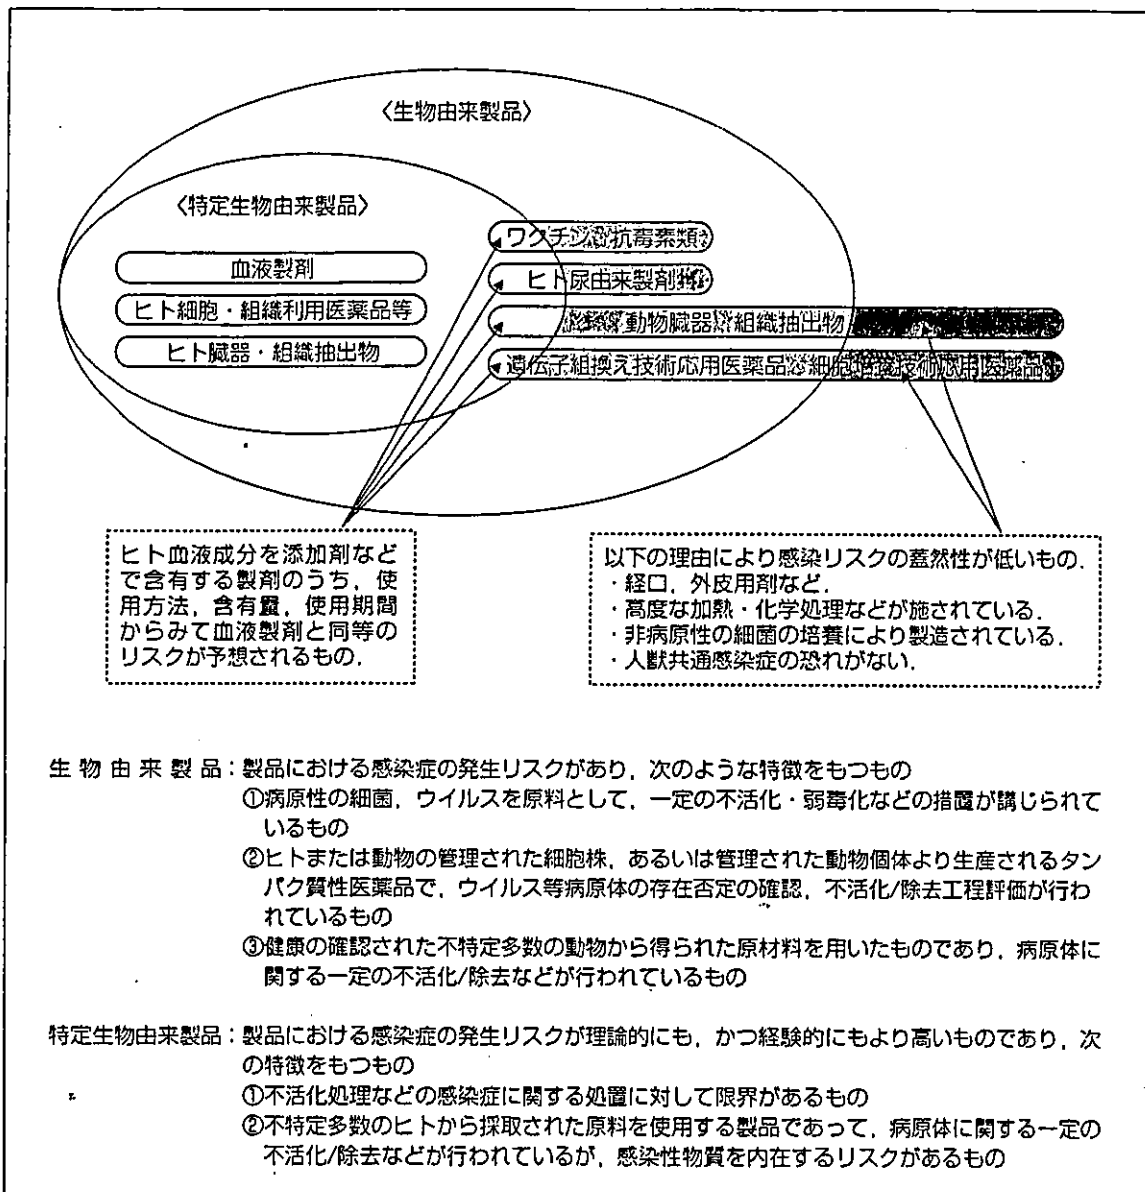 〈生物由来製品〉
〈特定生物由来製品〉
血液製剤
ヒト細胞・組織利用医薬品等
ヒト臓器・組織抽出物
ワクチン 抗毒素類
ヒト尿由来製剤
動物臓器 組織抽出物
遺伝子組換え技術応用医薬品 細胞培養技術応用医薬品
ヒト血液成分を添加剤など
で含有する製剤のうち，使
用方法，含有量，使用期間
からみて血液製剤と同等の
リスクが予想されるもの．
以下の理由により感染リスクの蓋然性が低いもの．
・経口，外皮用剤など．
・高度な加熱・化学処理などが施されている．
・非病原性の細菌の培養により製造されている．
・人獣共通感染症の恐れがない．
生物由来製品：製品における感染症の発生リスクがあり，次のような特徴をもつもの
①病原性の細菌，ウイルスを原料として，一定の不活化・弱毒化などの措置が講じられて
いるもの
②ヒトまたは動物の管理された細胞株，あるいは管理された動物個体より生産されるタン
パク質性医薬品で，ウイルス等病原体の存在否定の確認，不活化/除去工程評価が行わ
れているもの
③健康の確認された不特定多数の動物から得られた原材料を用いたものであり，病原体に
関する一定の不活化/除去などが行われているもの
特定生物由来製品：製品における感染症の発生リスクが理論的にも，かつ経験的にもより高いものであり，次
の特徴をもつもの
①不活化処理などの感染症に関する処置に対して限界があるもの
②不特定多数のヒトから採取された原料を使用する製品であって，病原体に関する一定の
不活化/除去などが行われているが，感染性物質を内在するリスクがあるもの